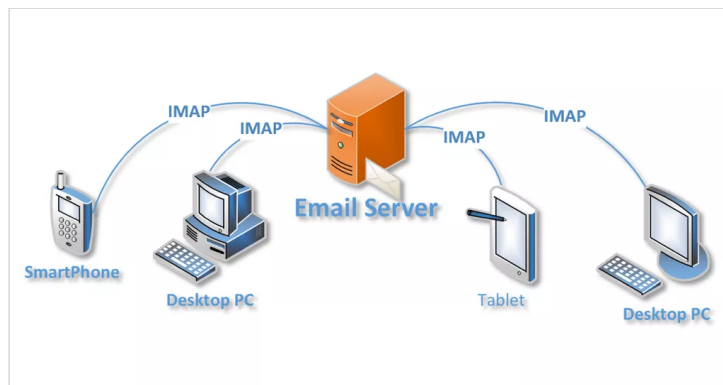 IMAP
IMAP
IMAP
IMAP
Email Server
SmartPhone
Desktop PC
Tablet
Desktop PC